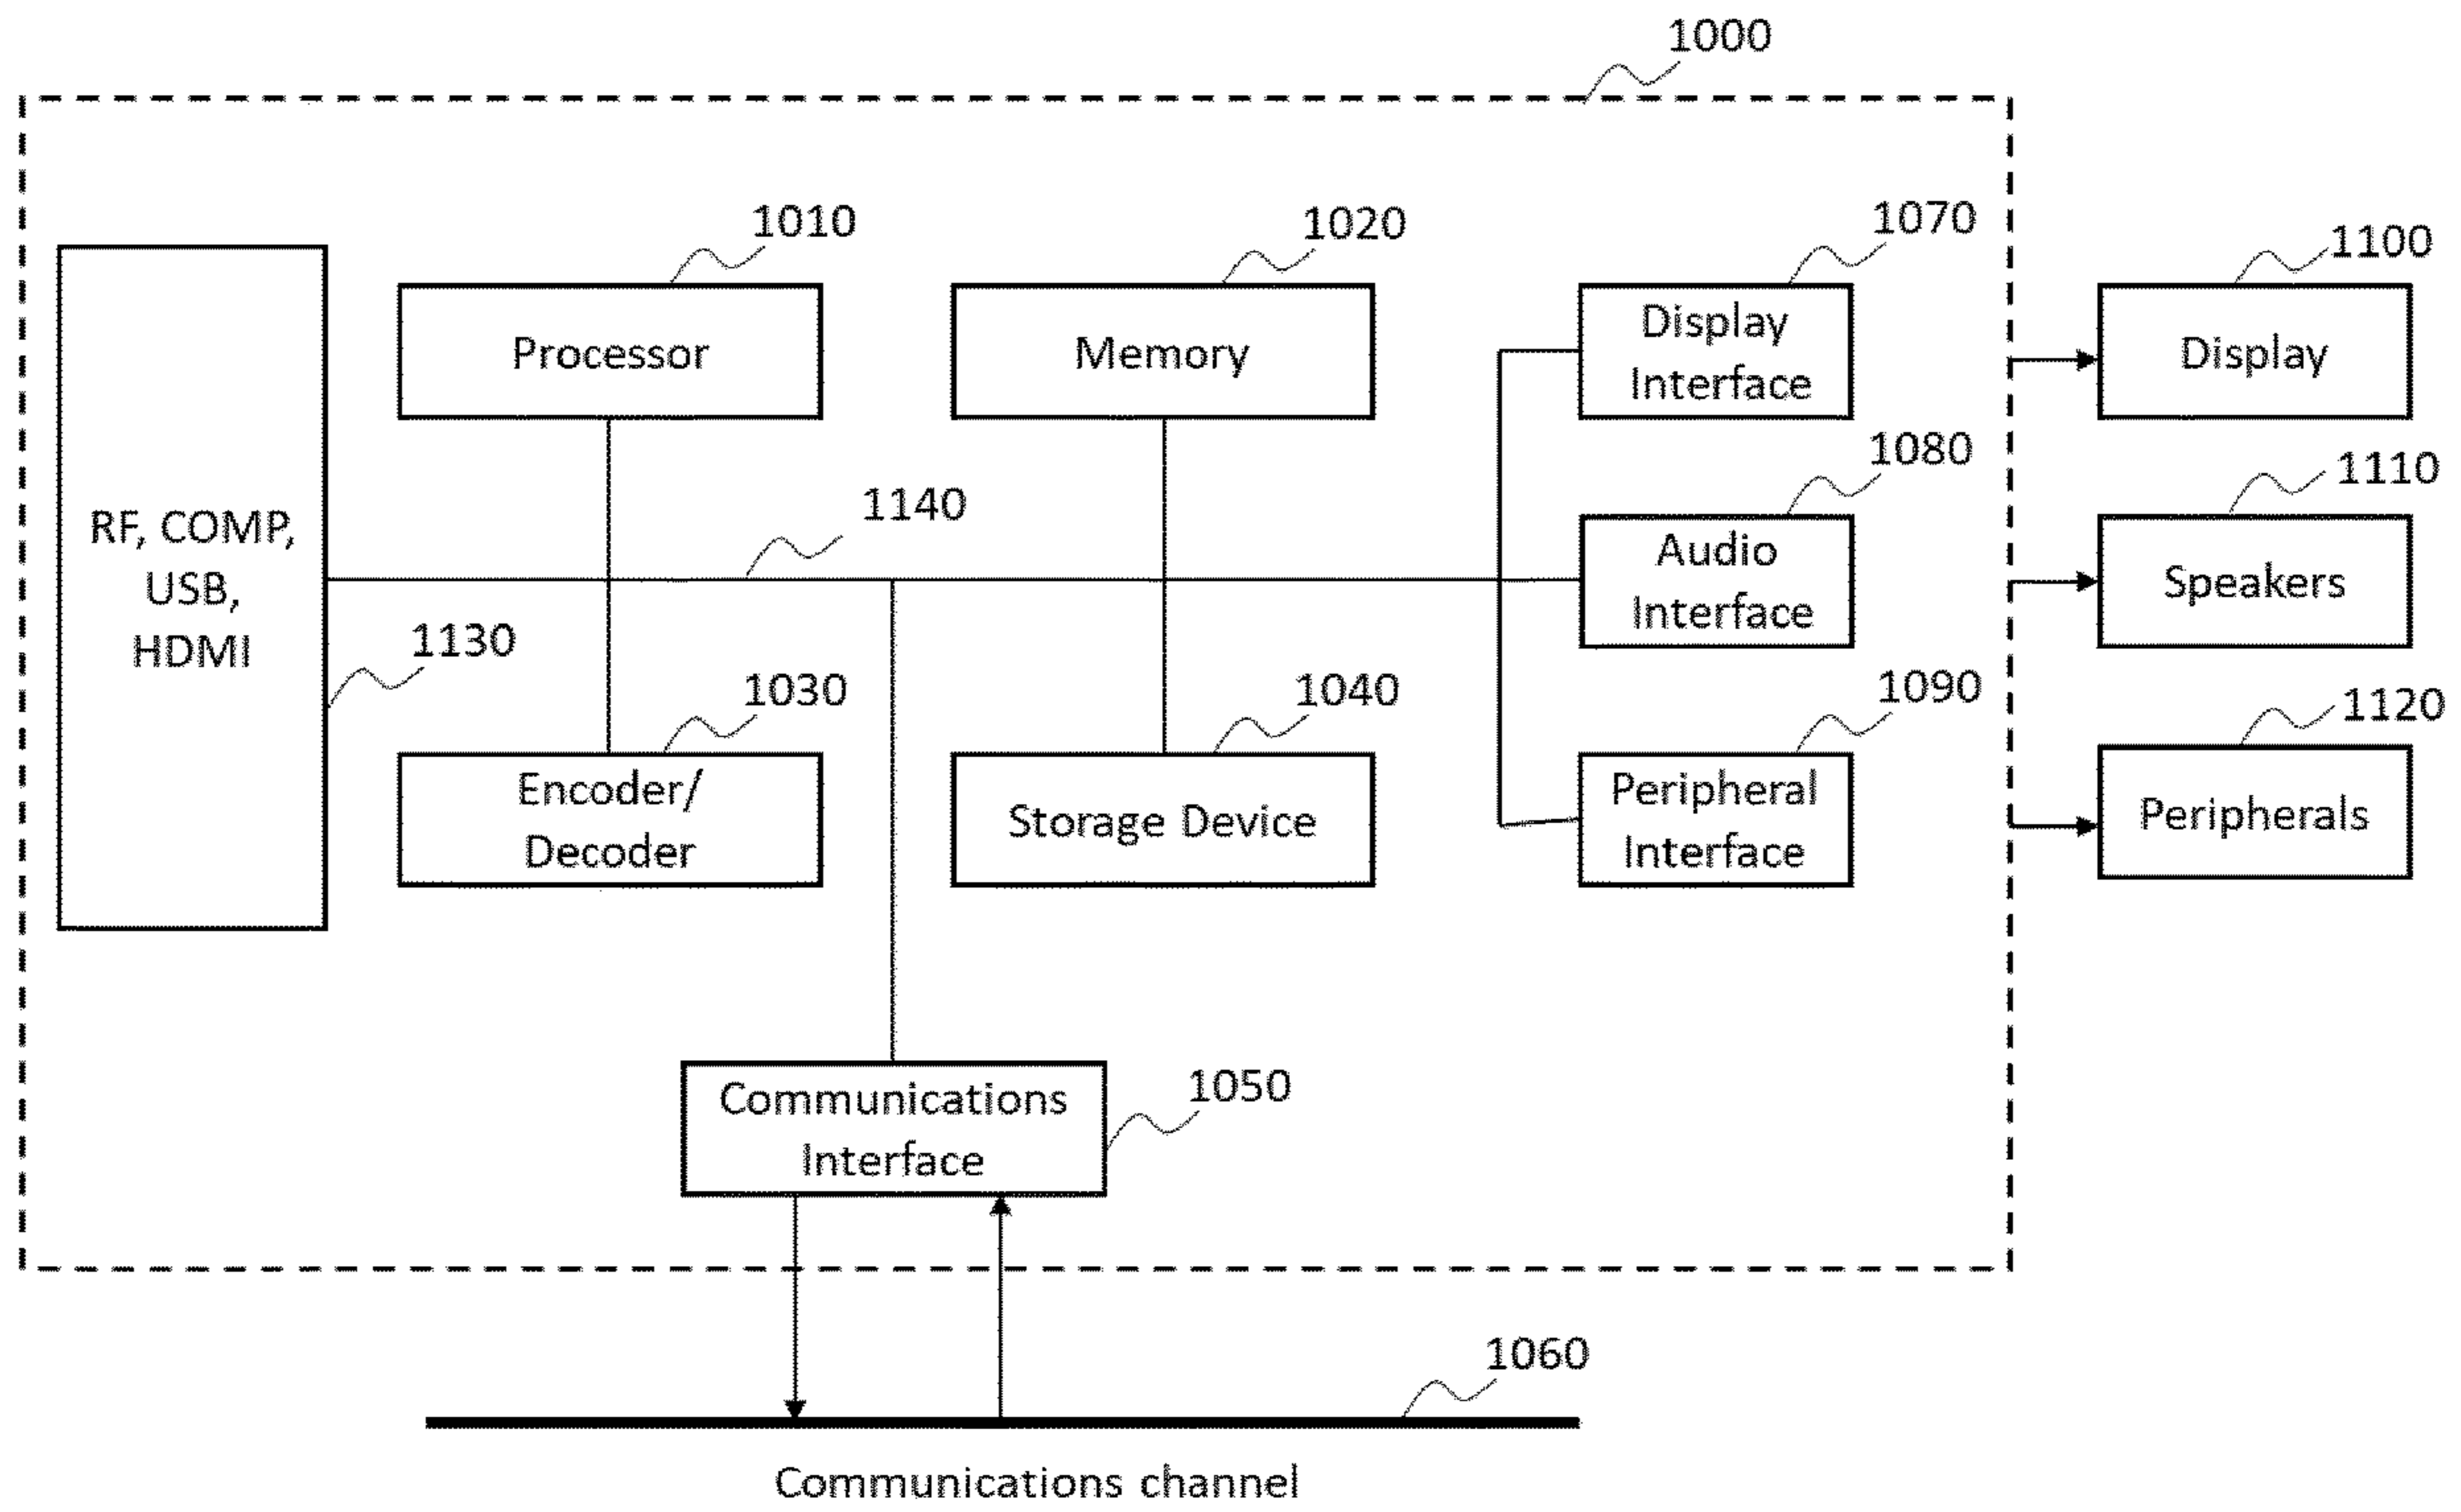 1000
1010
1020
1070
1100
Processor
Memory
Display
Interface
Display
1080
1110
1140
RF, COMP,
USB,
HDMI
Audio
Interface
Speakers
1130
1030
1040
1090
1120
Encoder/
Decoder
Storage Device
Peripheral
Interface
Peripherals
Communications
Interface
1050
1060
Communications channel